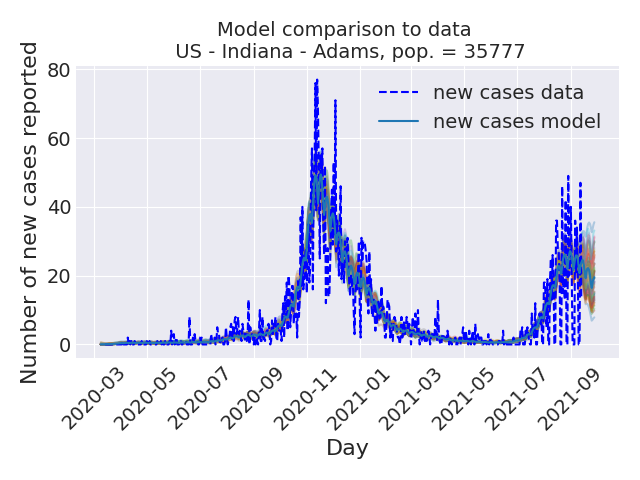 Model comparison to data
US - Indiana - Adams, pop. = 35777
Number of new cases reported
80
60
40
20
0
new cases data
new cases model
2020-03
2020-05
2020-07
2020-09
2020-11
2021-01
2021-03
2021-05
2021-07
2021-09
Day